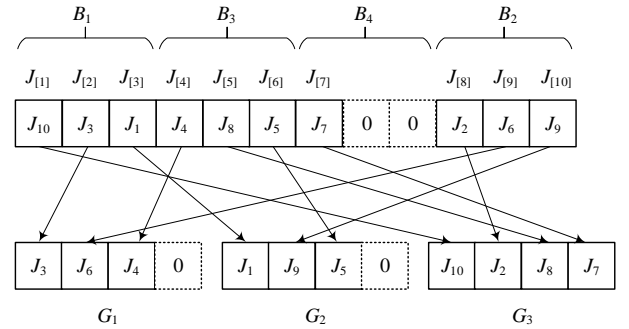 B₁ B₃ B₄ B₂
J[1] J[2] J[3] J[4] J[5] J[6] J[7] J[8] J[9] J[10]
J₁₀ J₃ J₁ J₄ J₈ J₅ J₇ 0 0 J₂ J₆ J₉
J₃ J₆ J₄ 0 J₁ J₉ J₅ 0 J₁₀ J₂ J₈ J₇
G₁ G₂ G₃